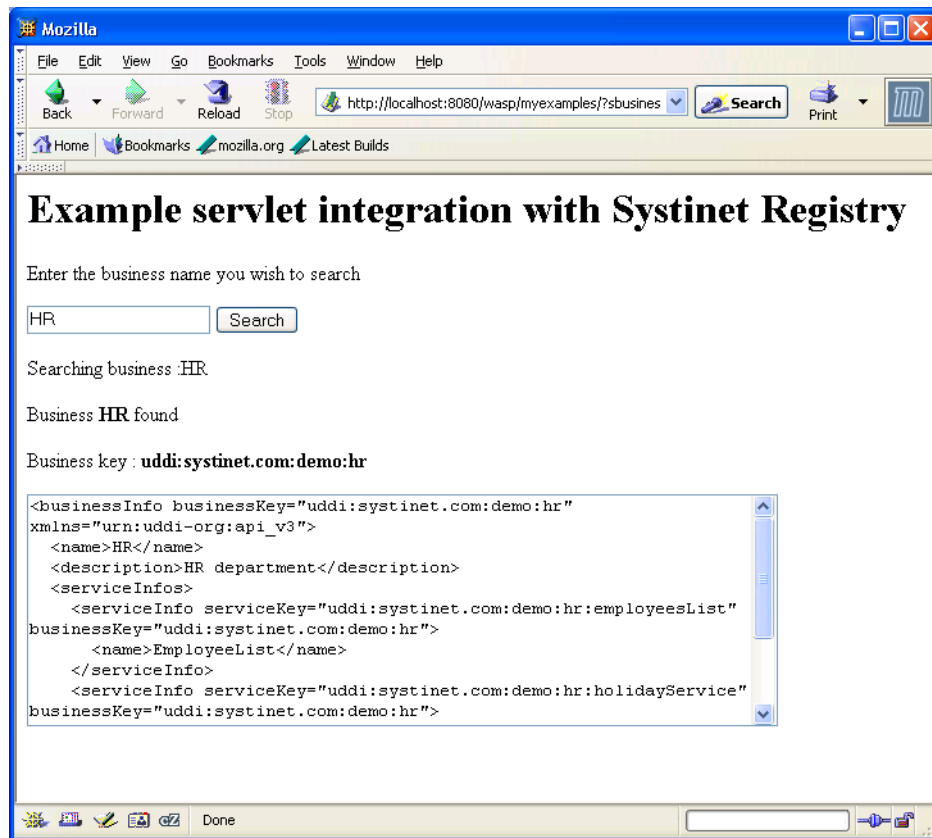 Mozilla
File Edit View Go Bookmarks Tools Window Help
Back Forward Reload Stop http://localhost:8080/wasp/myexamples/?sbusines Search Print
Home Bookmarks mozilla.org Latest Builds
Example servlet integration with Systinet Registry
Enter the business name you wish to search
HR Search
Searching business :HR
Business HR found
Business key : uddi:systinet.com:demo:hr
<businessInfo businessKey="uddi:systinet.com:demo:hr"
xmlns="urn:uddi-org:api_v3">
<name>HR</name>
<description>HR department</description>
<serviceInfos>
<serviceInfo serviceKey="uddi:systinet.com:demo:hr:employeesList"
businessKey="uddi:systinet.com:demo:hr">
<name>EmployeeList</name>
</serviceInfo>
<serviceInfo serviceKey="uddi:systinet.com:demo:hr:holidayService"
businessKey="uddi:systinet.com:demo:hr">
Done